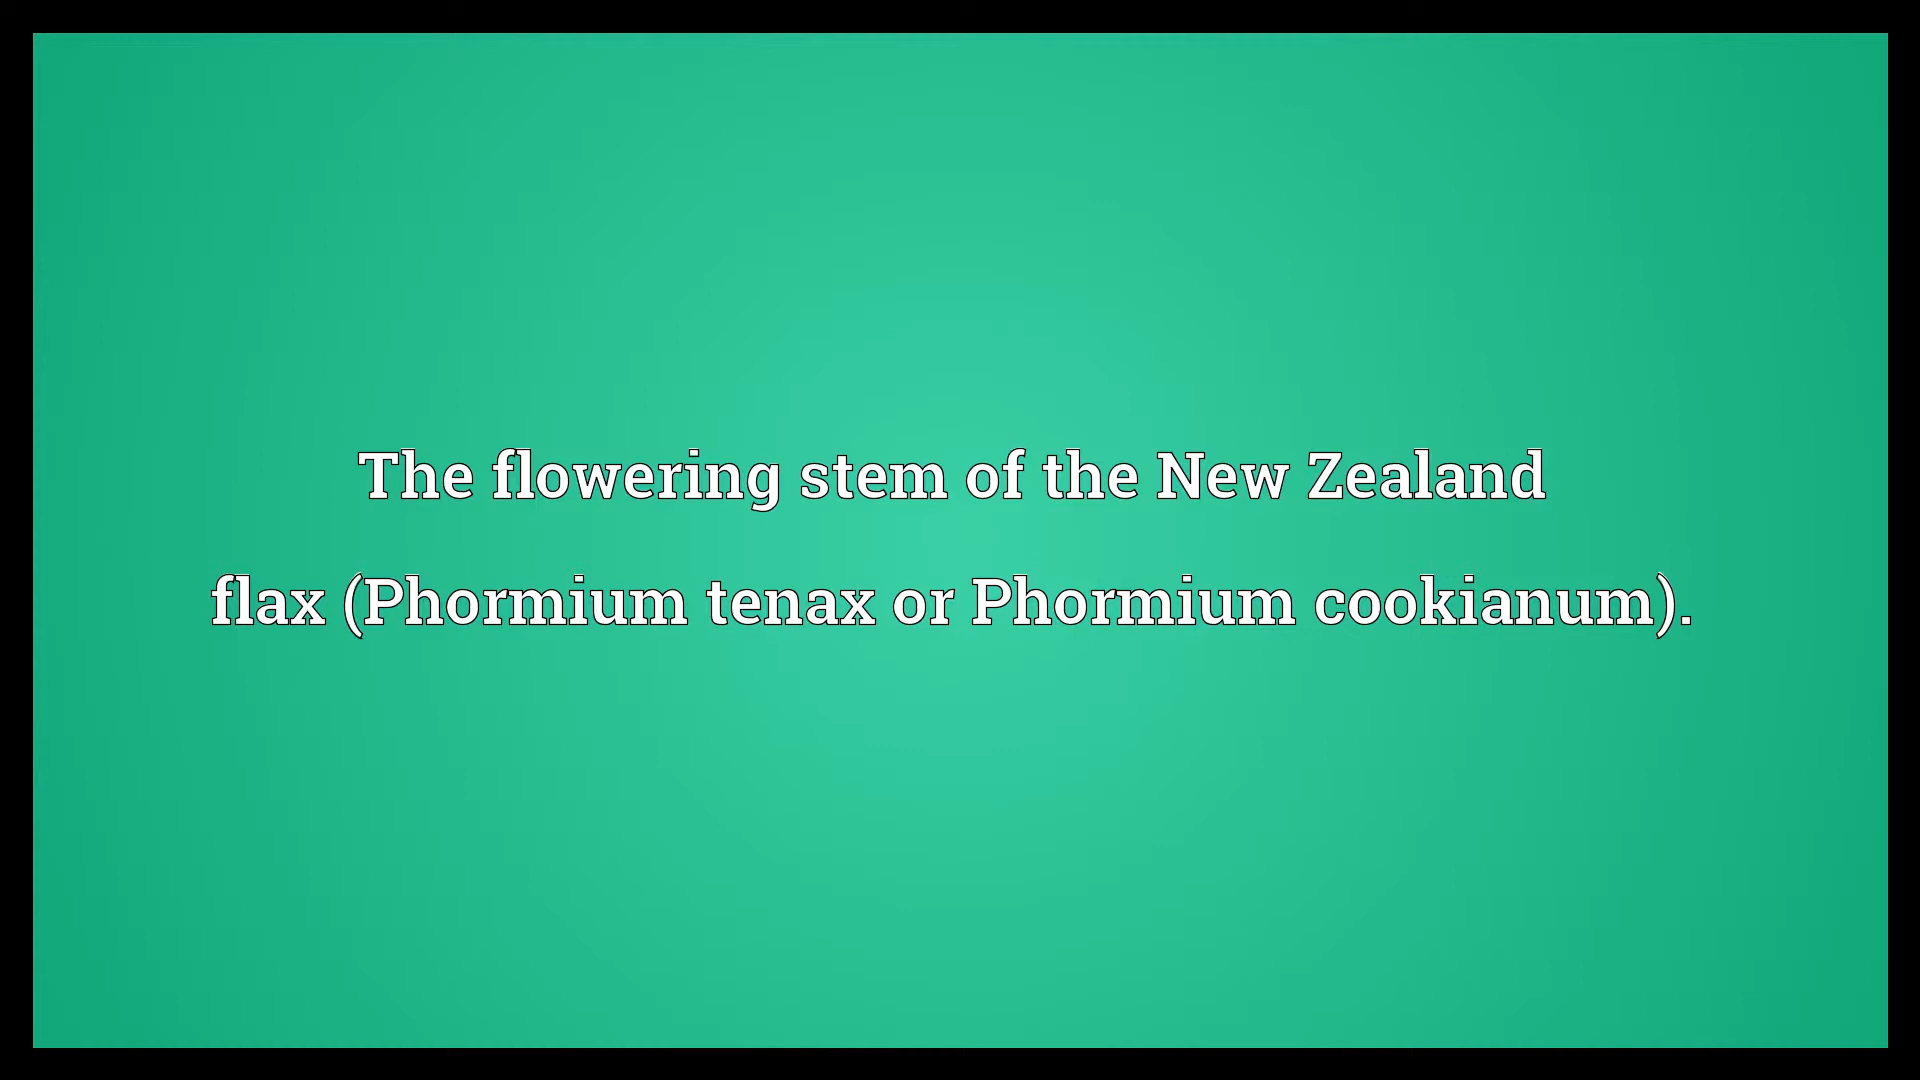 The flowering stem of the New Zealand
flax (Phormium tenax or Phormium cookianum).